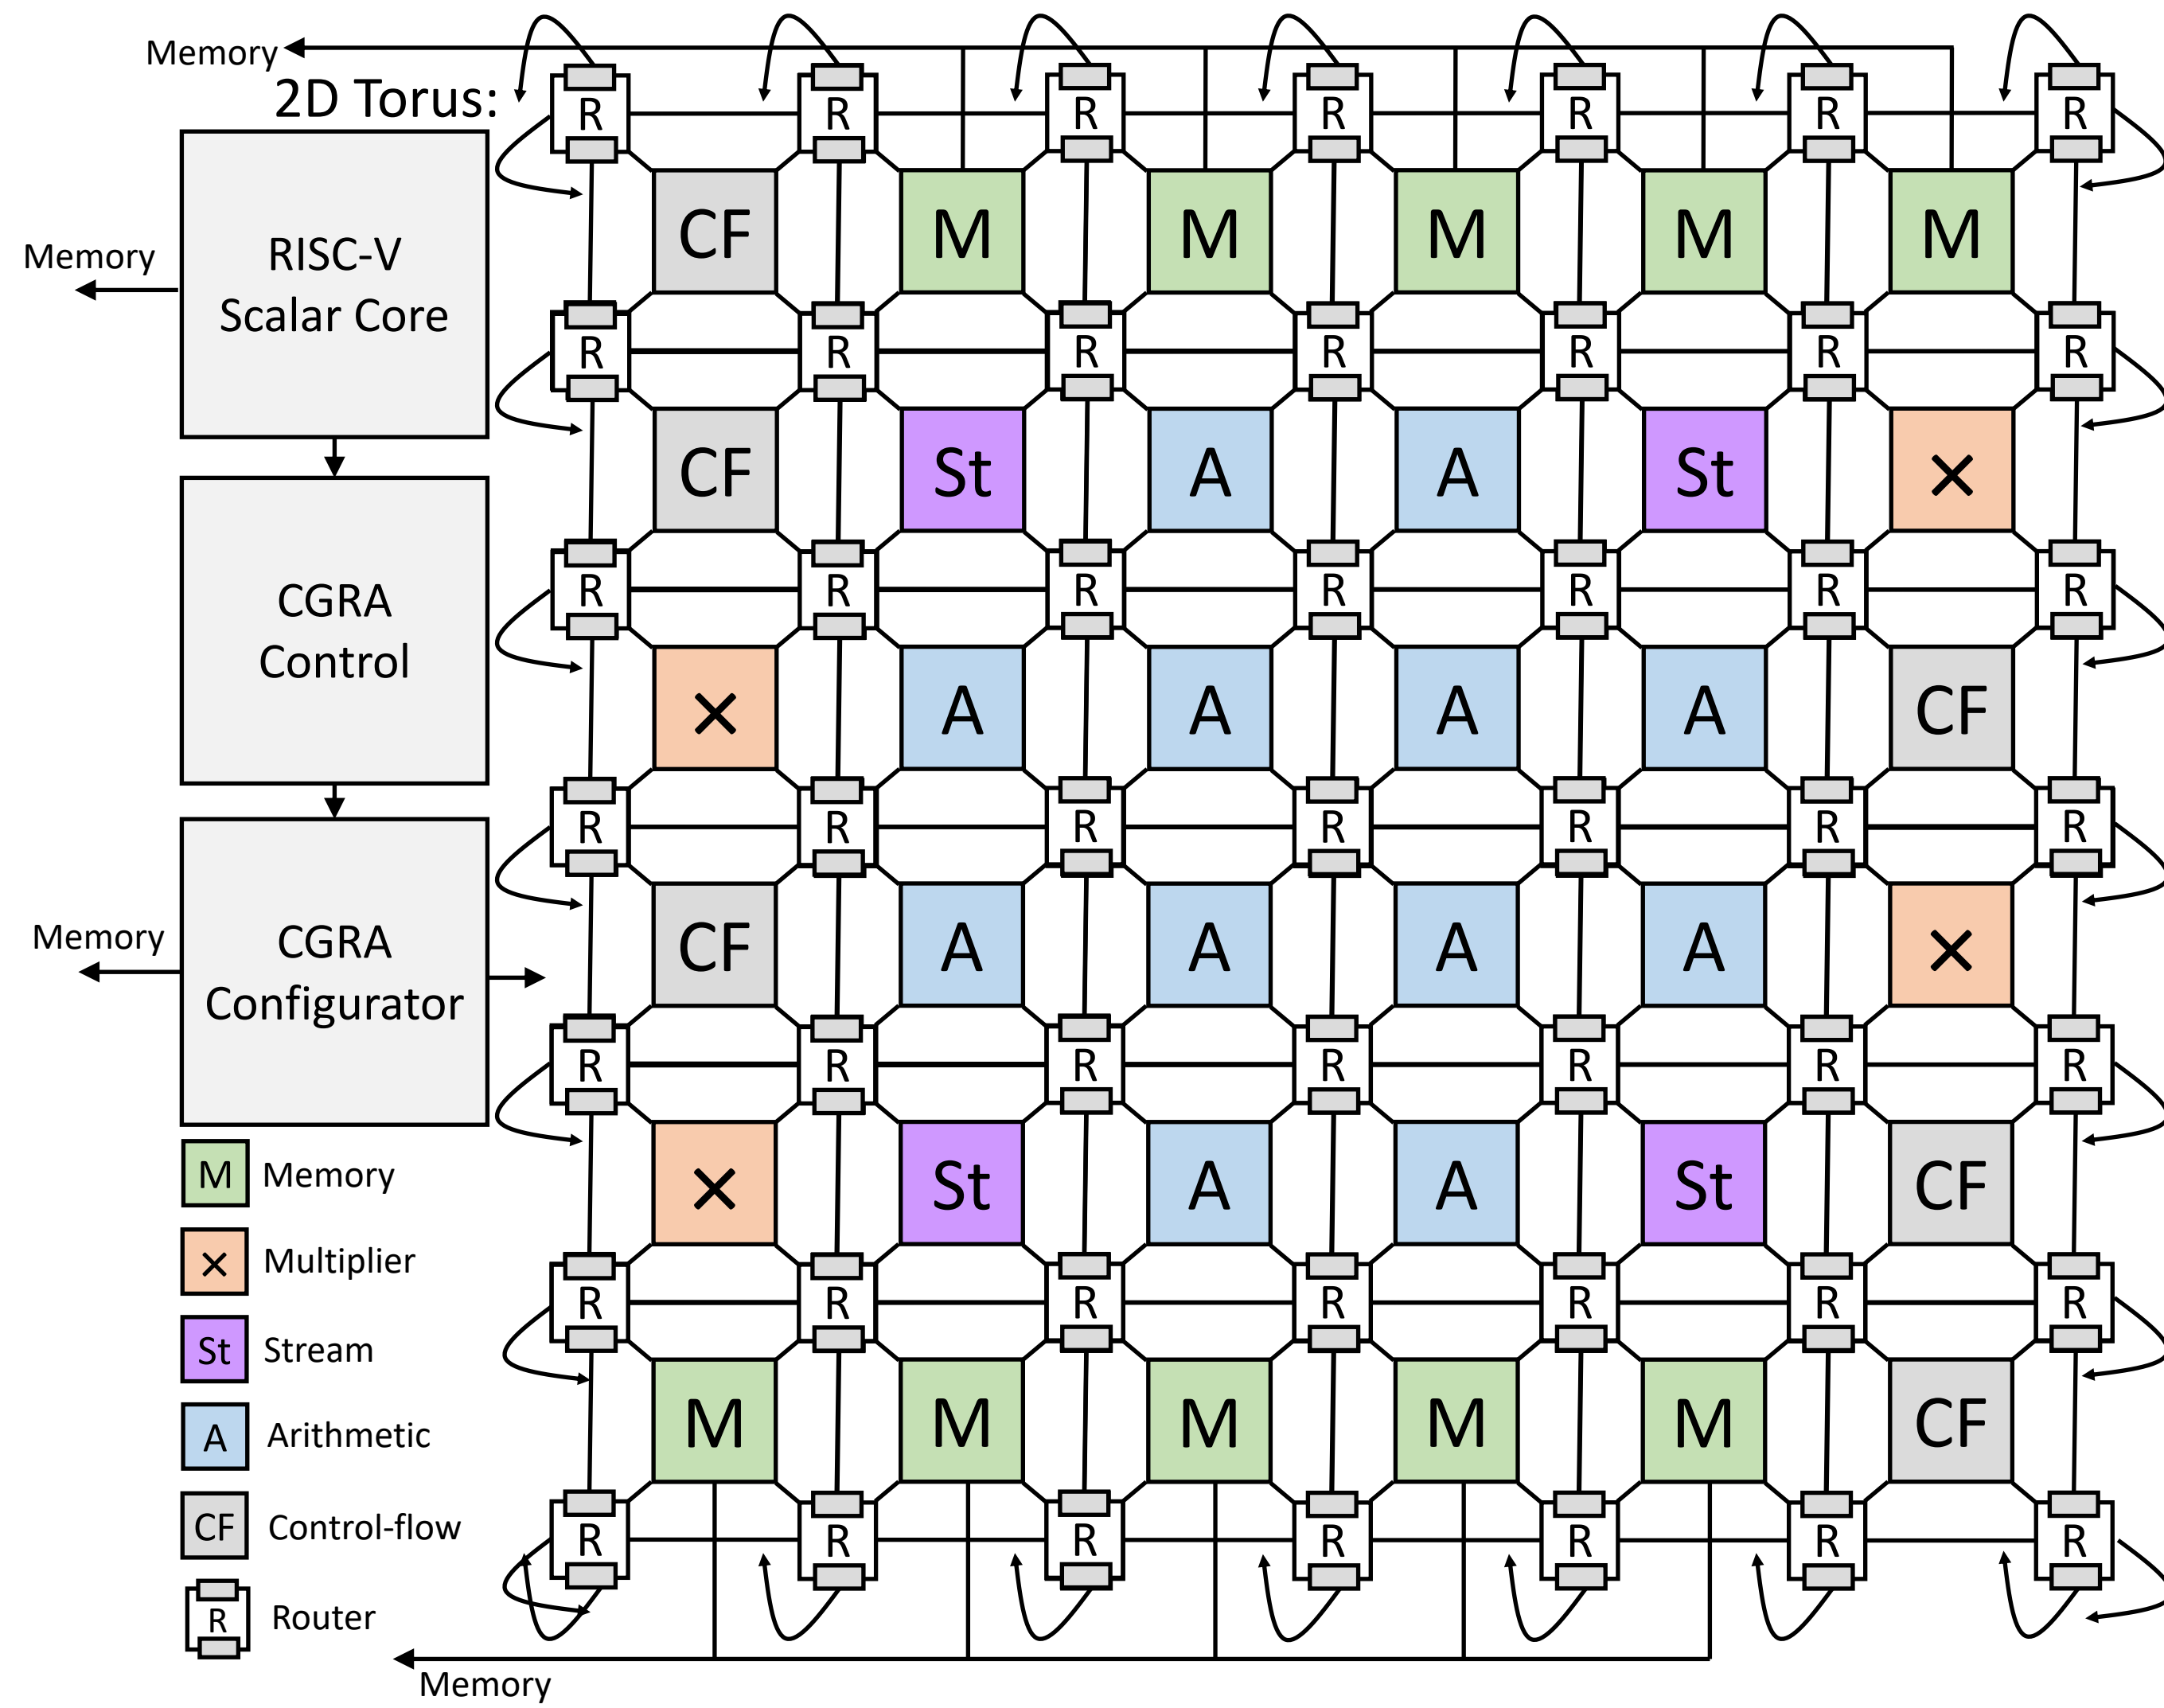 Memory
2D Torus:
R R R R R R R
RISC-V
Scalar Core
Memory
CF M M M M M
R R R R R R R
CF St A A St ×
CGRA
Control
R R R R R R R
× A A A A CF
R R R R R R R
CGRA
Configurator
Memory
CF A A A A ×
R R R R R R R
× St A A St CF
R R R R R R R
M M M M M CF
R R R R R R R
M Memory
× Multiplier
St Stream
A Arithmetic
CF Control-flow
R Router
Memory